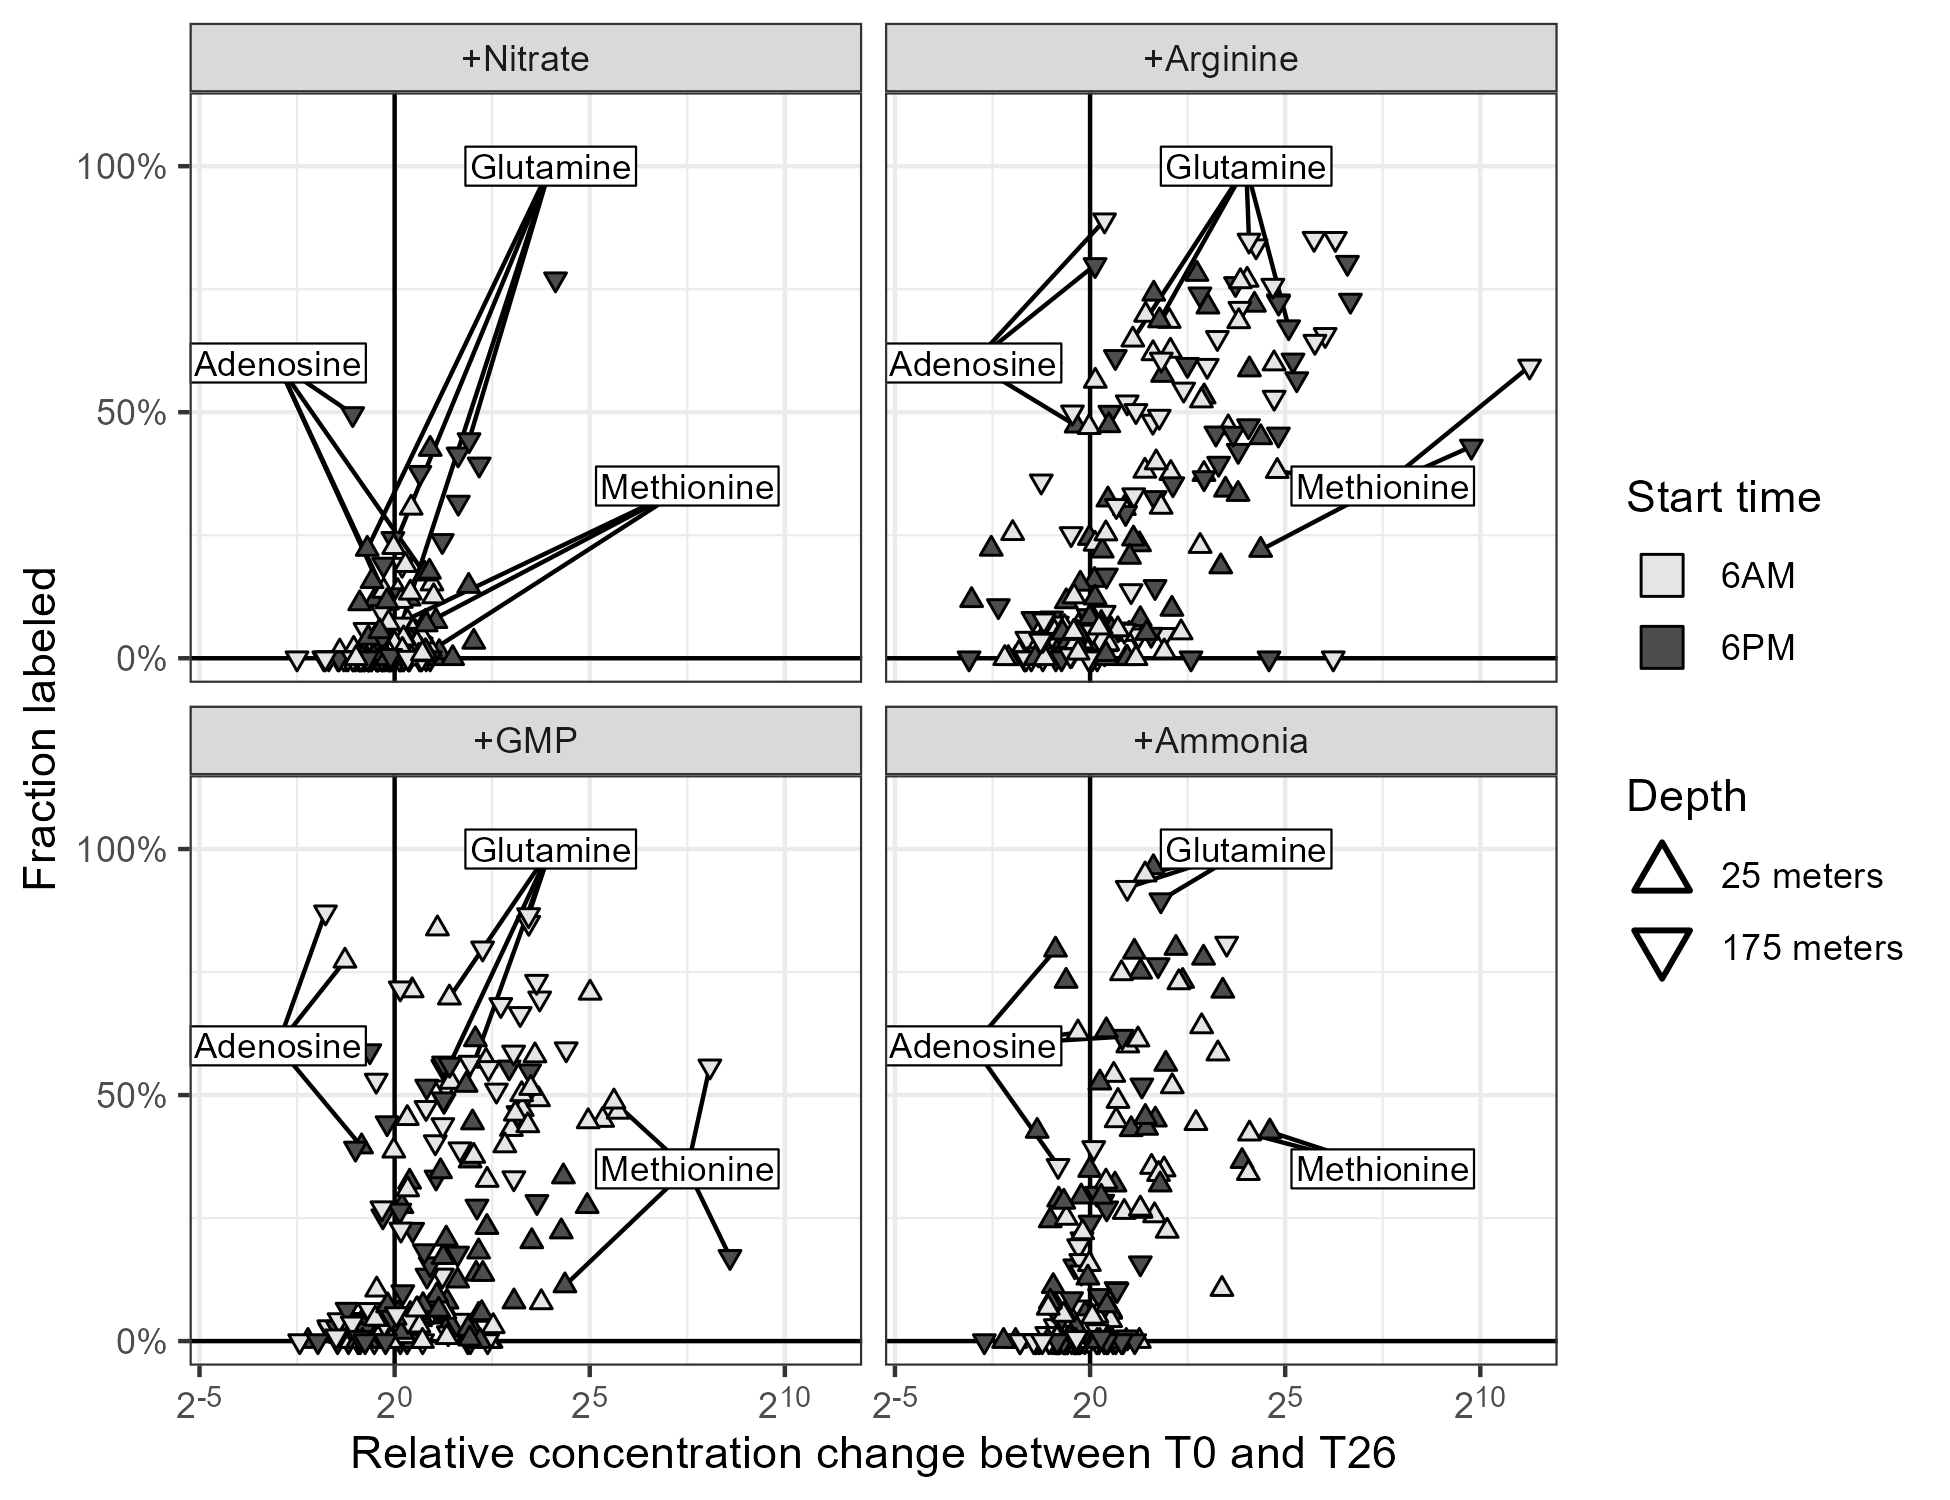 +Nitrate
+Arginine
100%
50%
0%
Glutamine
Adenosine
Methionine
Glutamine
Adenosine
Methionine
+GMP
+Ammonia
100%
50%
0%
Glutamine
Adenosine
Methionine
Glutamine
Adenosine
Methionine
2-5
20
25
210
2-5
20
25
210
Relative concentration change between T0 and T26
Fraction labeled
Start time
6AM
6PM
Depth
25 meters
175 meters